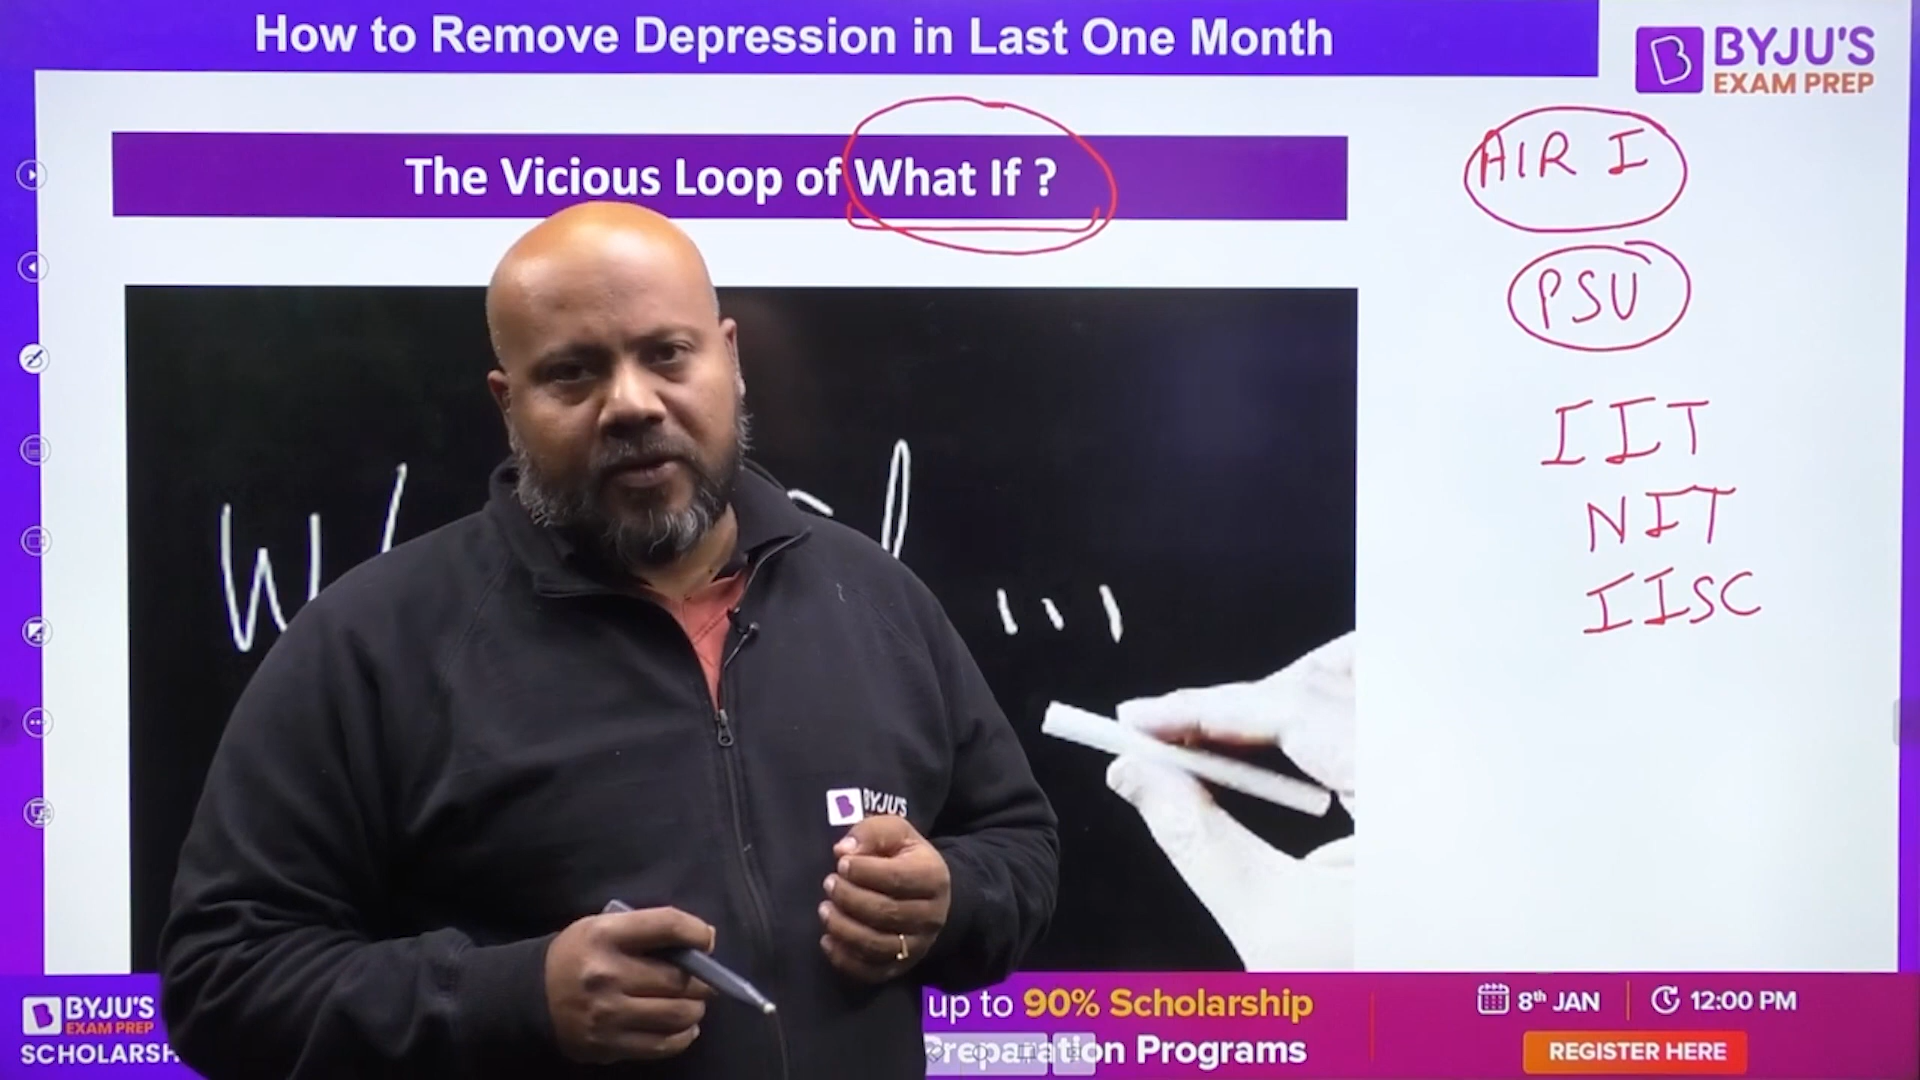 How to Remove Depression in Last One Month
BYJU'S
EXAM PREP
The Vicious Loop of What If ?
AIR I
PSU
IIT
NIT
IISC
...
BYJU'S
BYJU'S
EXAM PREP
up to 90% Scholarship
Preparation Programs
8th JAN
12:00 PM
REGISTER HERE